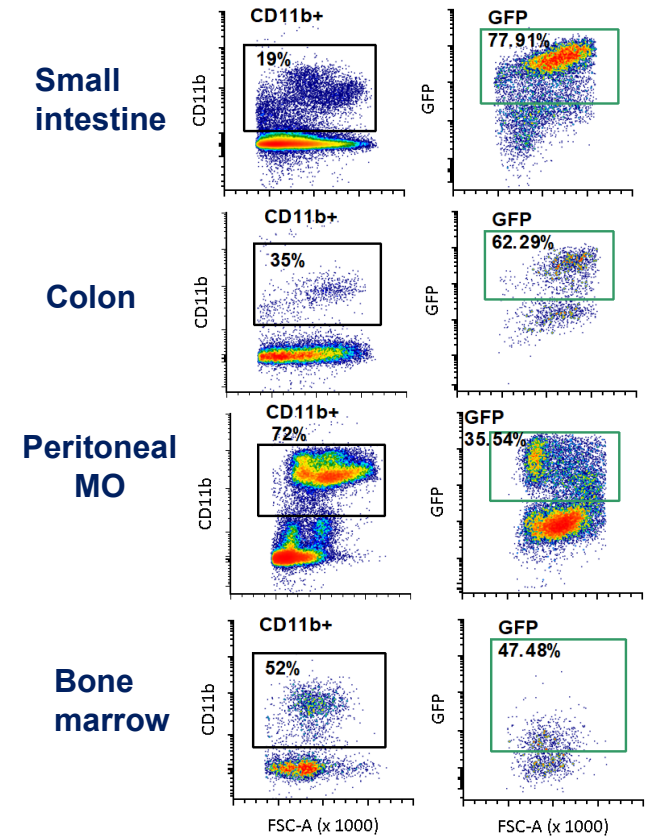 CD11b+
GFP
Small
intestine
CD11b
19%
GFP
77.91%
CD11b+
GFP
Colon
CD11b
35%
GFP
62.29%
CD11b+
GFP
Peritoneal
MO
CD11b
72%
GFP
35.54%
CD11b+
GFP
Bone
marrow
CD11b
52%
GFP
47.48%
FSC-A (x 1000)
FSC-A (x 1000)